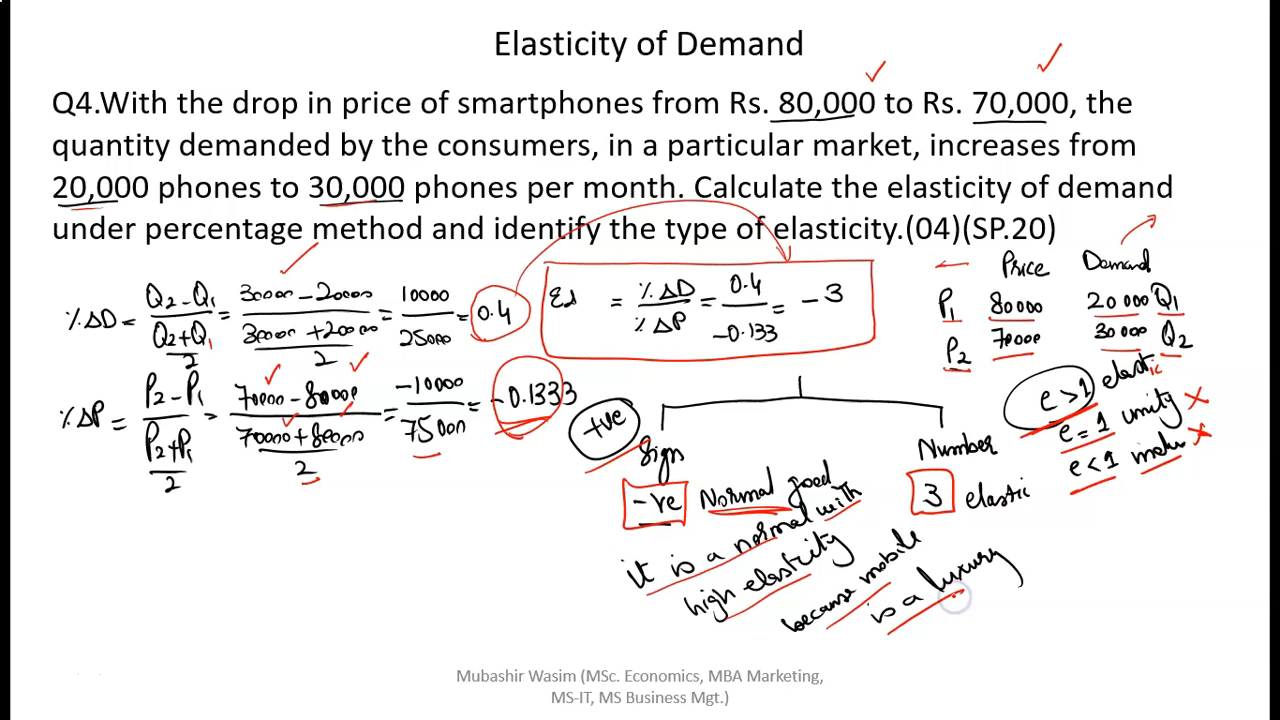 Elasticity of Demand
Q4.With the drop in price of smartphones from Rs. 80,000 to Rs. 70,000, the
quantity demanded by the consumers, in a particular market, increases from
20,000 phones to 30,000 phones per month. Calculate the elasticity of demand
under percentage method and identify the type of elasticity.(04)(SP.20)
% ΔD = (Q2 - Q1) / ((Q2 + Q1) / 2) = (30000 - 20000) / ((30000 + 20000) / 2) = 10000 / 25000 = 0.4
% ΔP = (P2 - P1) / ((P2 + P1) / 2) = (70000 - 80000) / ((70000 + 80000) / 2) = -10000 / 75000 = -0.1333
Ed = % ΔD / % ΔP = 0.4 / -0.133 = -3
Price Demand
P1 80000 20000 Q1
P2 70000 30000 Q2
e > 1 elastic
e = 1 unity
e < 1
+ve
Sign
-ve Normal good
it is a normal with
high elasticity
because mobile
is a luxury
Number
3 elastic
Mubashir Wasim (MSc. Economics, MBA Marketing,
MS-IT, MS Business Mgt.)